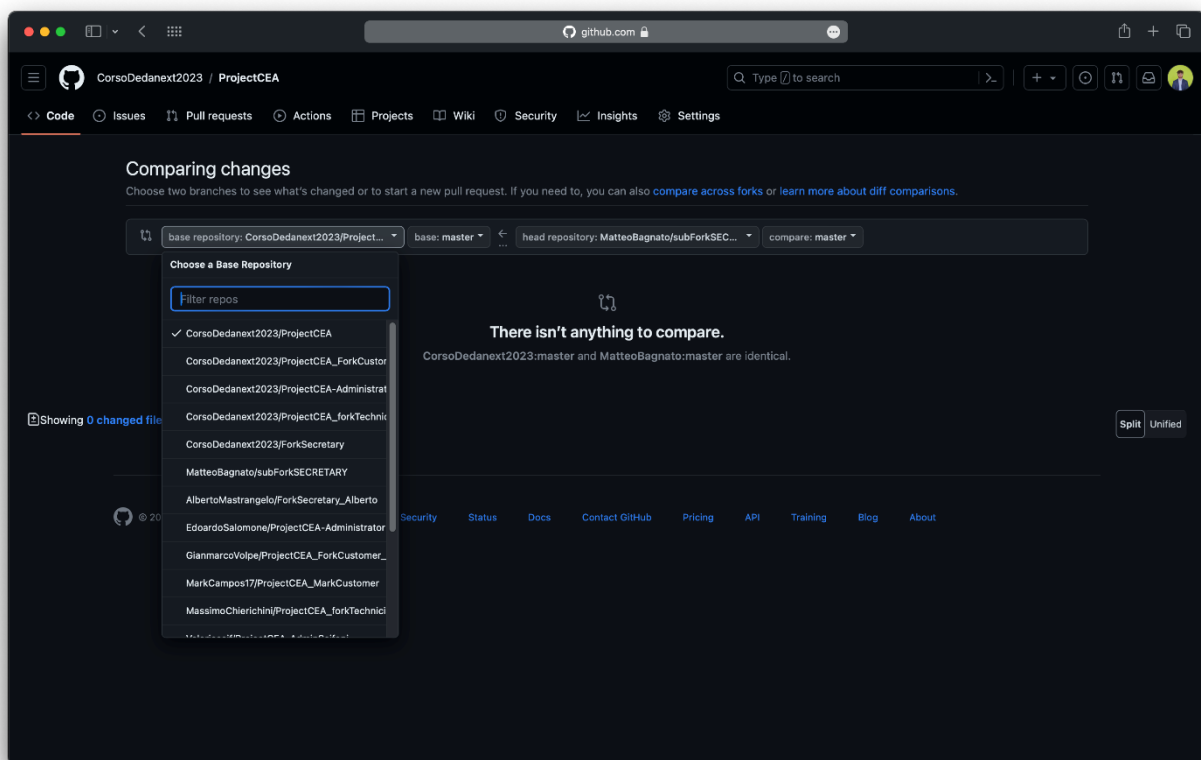 github.com
CorsoDedanext2023 / ProjectCEA
Type / to search
Code Issues Pull requests Actions Projects Wiki Security Insights Settings
Comparing changes
Choose two branches to see what's changed or to start a new pull request. If you need to, you can also compare across forks or learn more about diff comparisons.
base repository: CorsoDedanext2023/Project... base: master ... head repository: MatteoBagnato/subForkSEC... compare: master
Choose a Base Repository
Filter repos
CorsoDedanext2023/ProjectCEA
CorsoDedanext2023/ProjectCEA_ForkCustor
CorsoDedanext2023/ProjectCEA-Administrat
CorsoDedanext2023/ProjectCEA_forkTechnic
CorsoDedanext2023/ForkSecretary
MatteoBagnato/subForkSECRETARY
AlbertoMastrangelo/ForkSecretary_Alberto
EdoardoSalomone/ProjectCEA-Administrator
GianmarcoVolpe/ProjectCEA_ForkCustomer_
MarkCampos17/ProjectCEA_MarkCustomer
MassimoChierichini/ProjectCEA_forkTechnici
There isn't anything to compare.
CorsoDedanext2023:master and MatteoBagnato:master are identical.
Showing 0 changed file
Split Unified
© 20 Security Status Docs Contact GitHub Pricing API Training Blog About